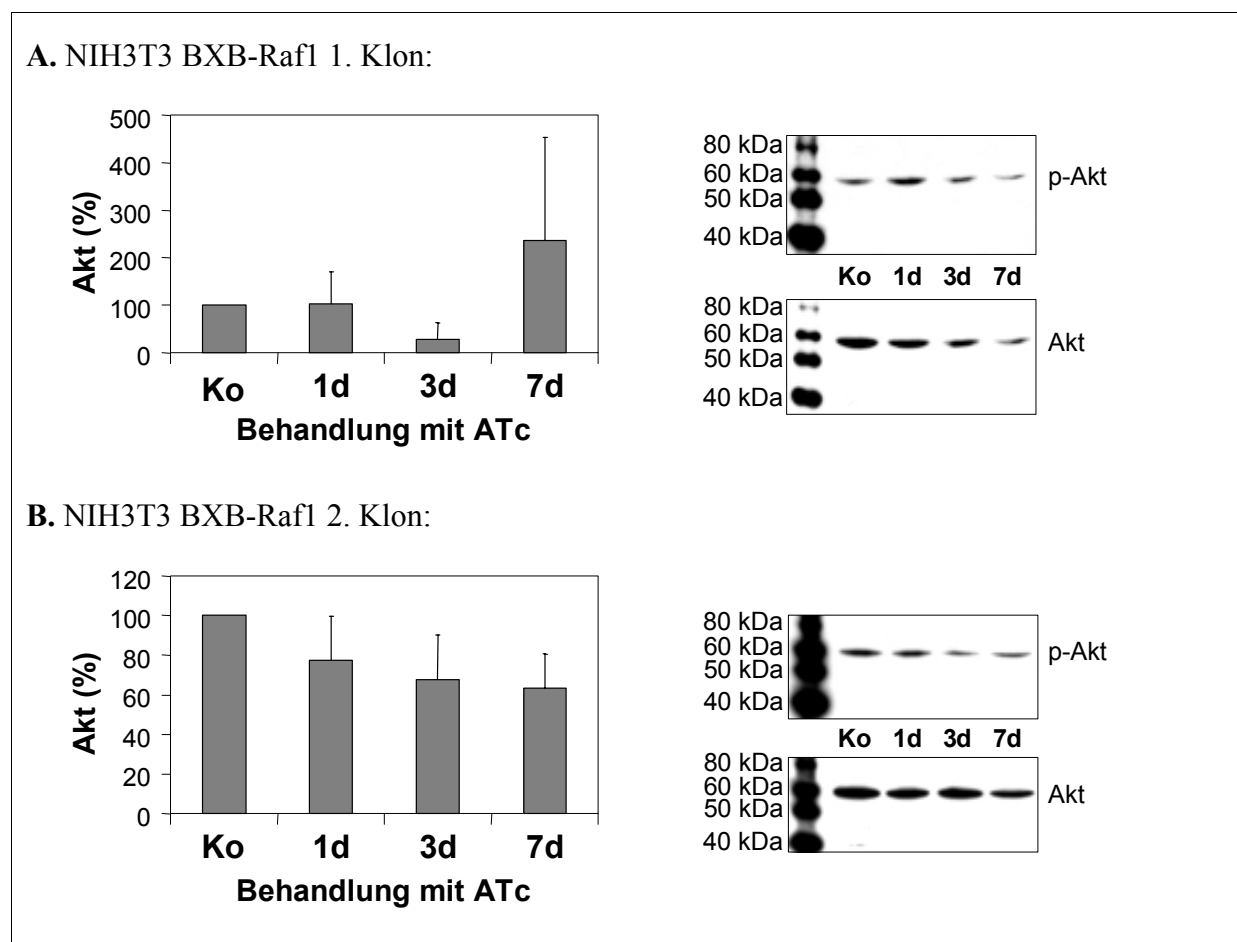 A. NIH3T3 BXB-Raf1 1. Klon:
500
400
300
200
100
0
Akt (%)
Ko 1d 3d 7d
Behandlung mit ATc
80 kDa
60 kDa
50 kDa
40 kDa
p-Akt
Ko 1d 3d 7d
80 kDa
60 kDa
50 kDa
40 kDa
Akt
B. NIH3T3 BXB-Raf1 2. Klon:
120
100
80
60
40
20
0
Akt (%)
Ko 1d 3d 7d
Behandlung mit ATc
80 kDa
60 kDa
50 kDa
40 kDa
p-Akt
Ko 1d 3d 7d
80 kDa
60 kDa
50 kDa
40 kDa
Akt